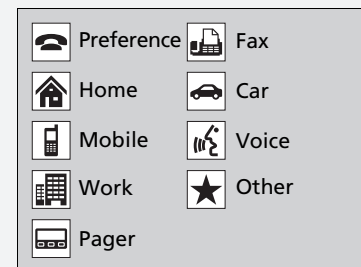 Preference
Fax
Home
Car
Mobile
Voice
Work
Other
Pager